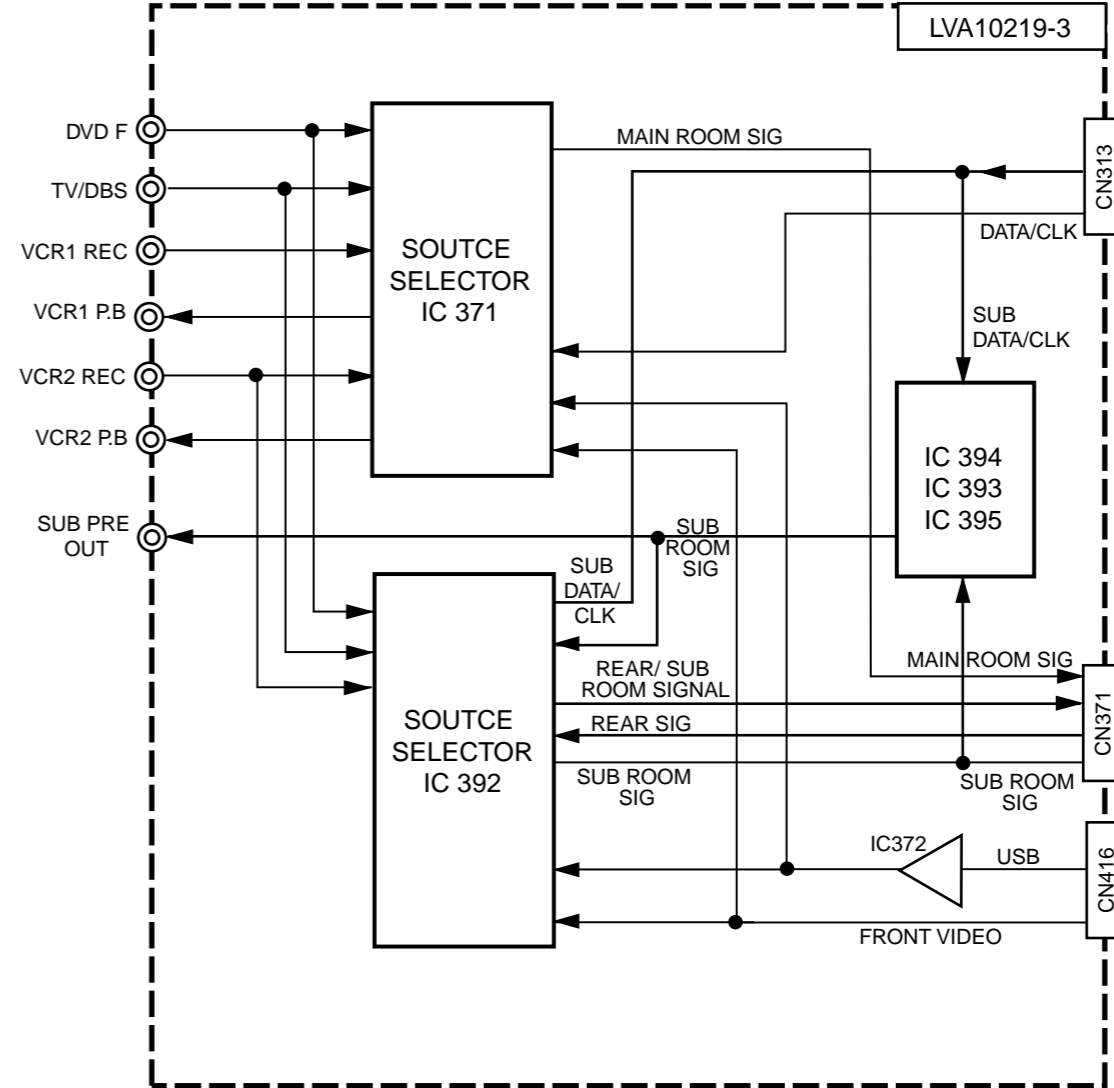 LVA10219-3
DVD F
TV/DBS
VCR1 REC
VCR1 P.B
VCR2 REC
VCR2 P.B
SUB PRE
OUT
SOUTCE
SELECTOR
IC 371
MAIN ROOM SIG
CN313
DATA/CLK
SUB
DATA/CLK
IC 394
IC 393
IC 395
SUB
ROOM
SIG
SUB
DATA/
CLK
SOUTCE
SELECTOR
IC 392
REAR/ SUB
ROOM SIGNAL
REAR SIG
SUB ROOM
SIG
MAIN ROOM SIG
CN371
SUB ROOM
SIG
IC372
USB
CN416
FRONT VIDEO